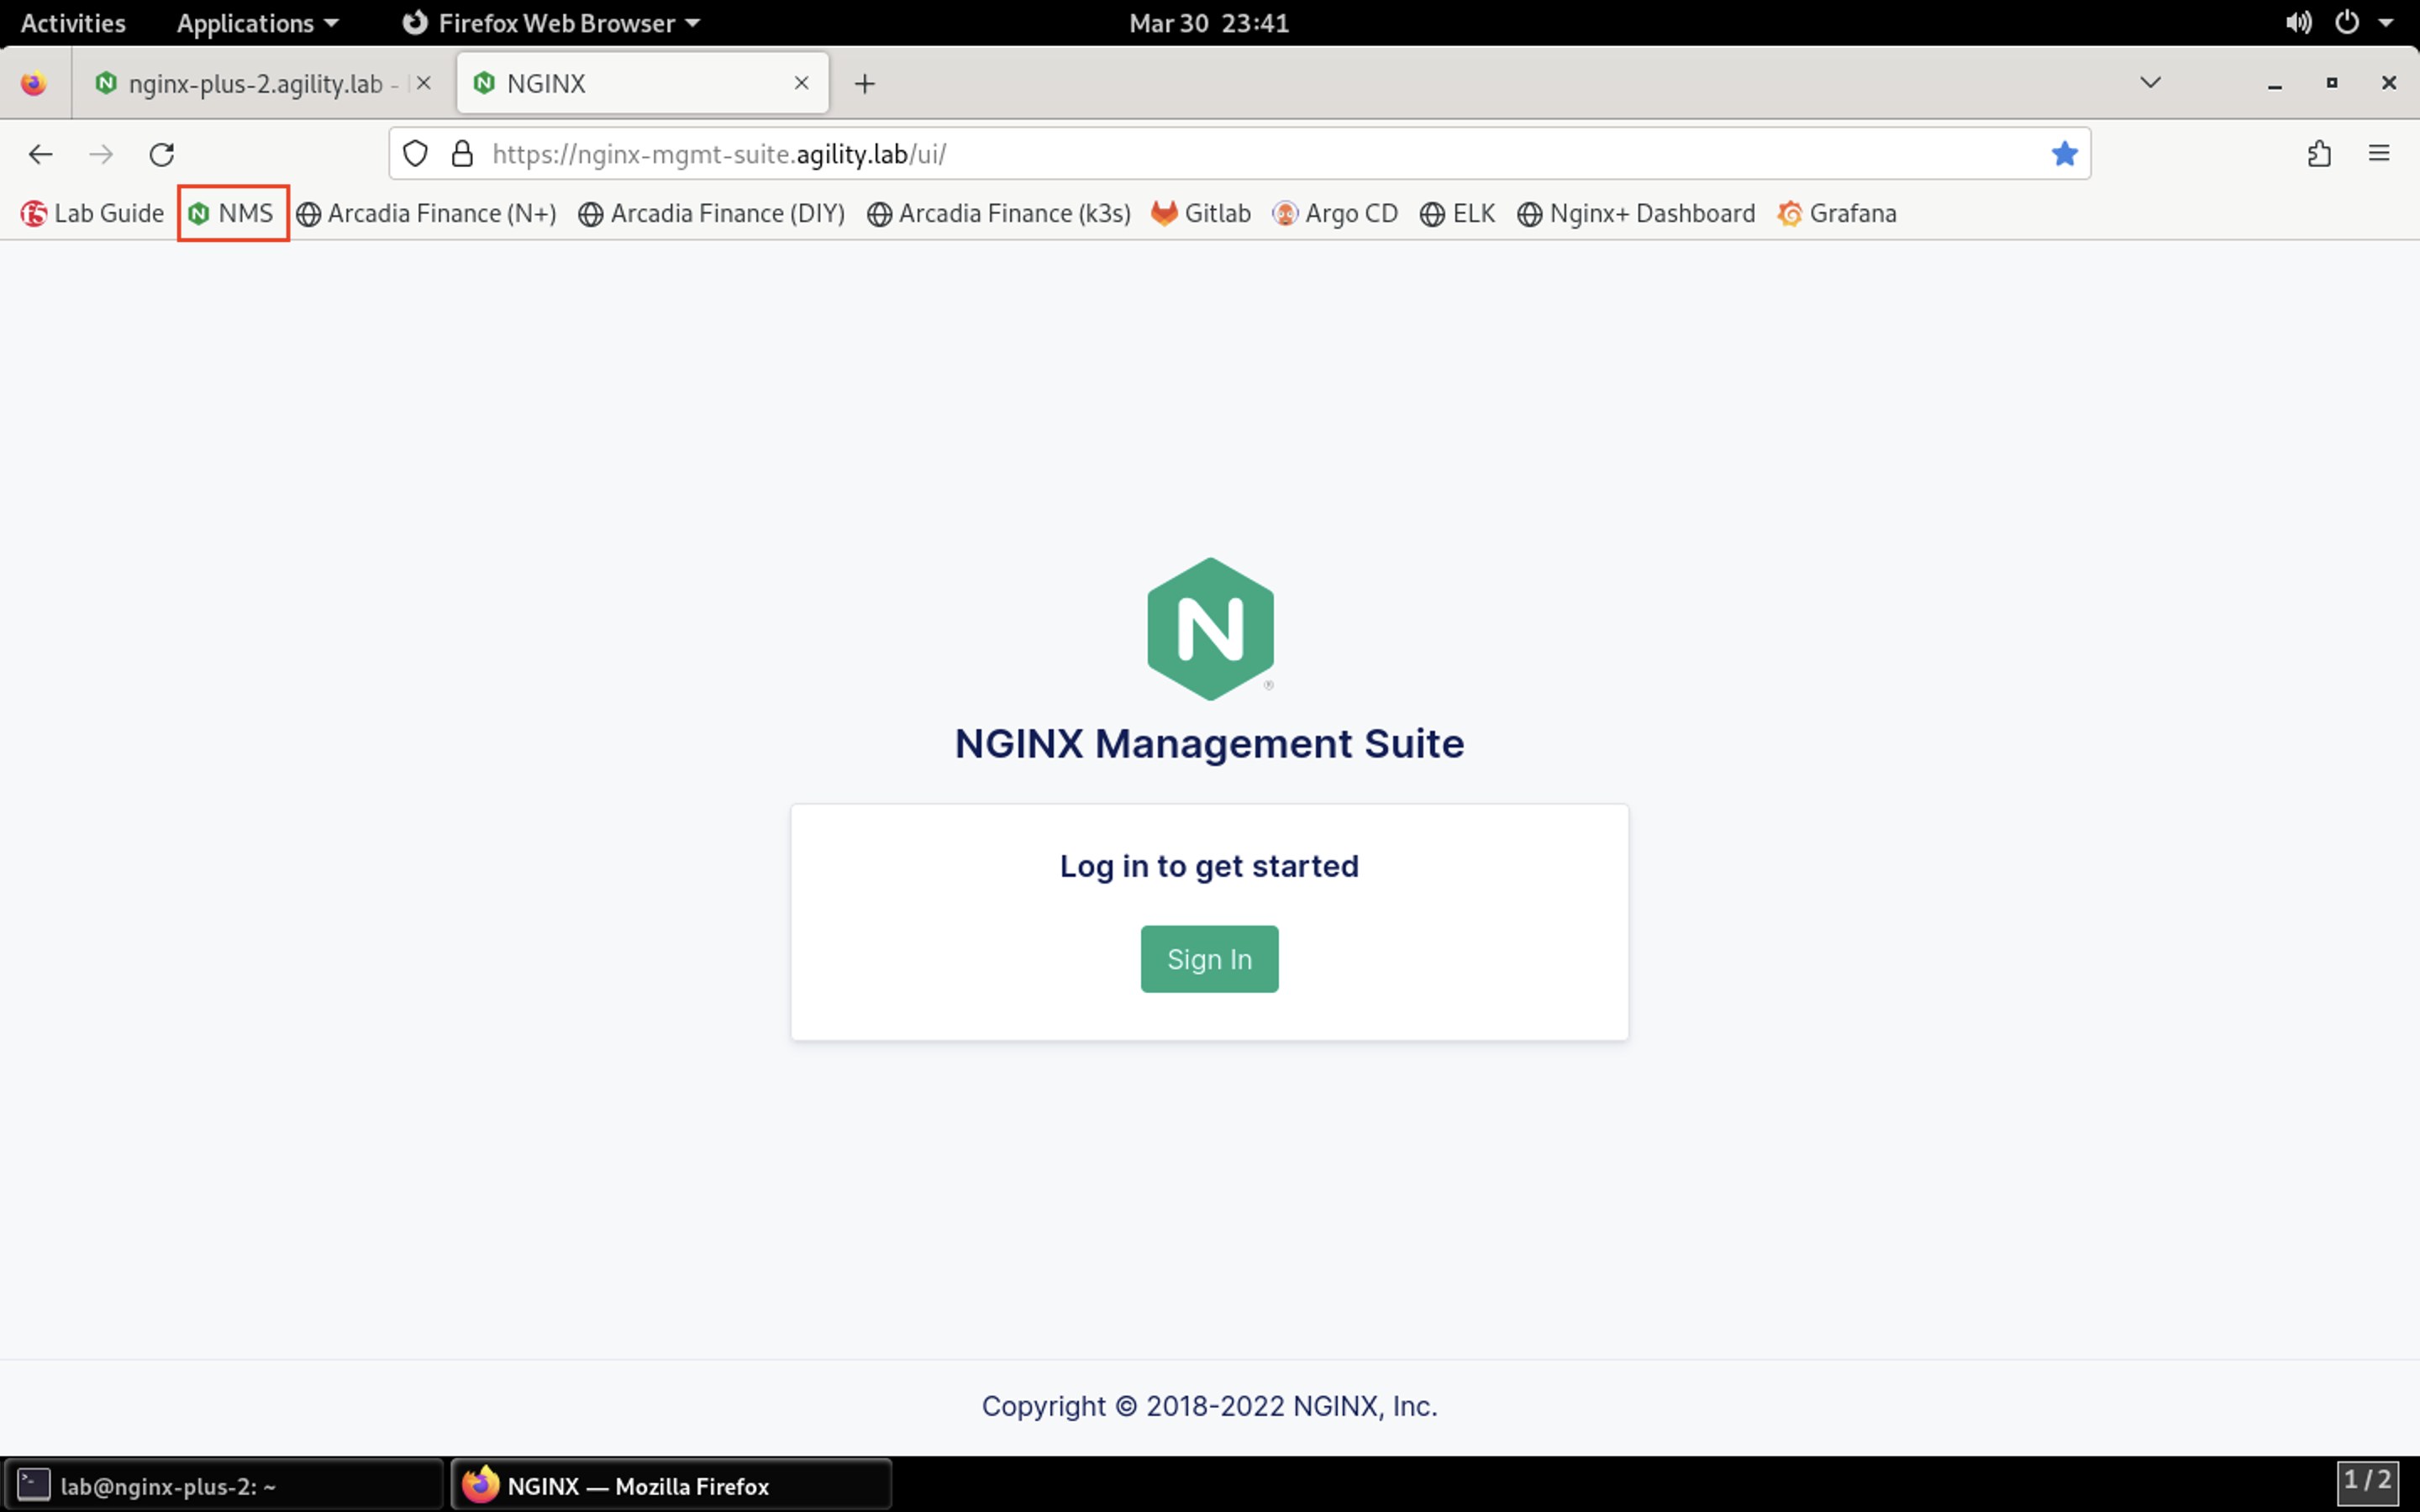 Activities Applications Firefox Web Browser Mar 30 23:41
nginx-plus-2.agility.lab - NGINX
https://nginx-mgmt-suite.agility.lab/ui/
Lab Guide NMS Arcadia Finance (N+) Arcadia Finance (DIY) Arcadia Finance (k3s) Gitlab Argo CD ELK Nginx+ Dashboard Grafana
N
®
NGINX Management Suite
Log in to get started
Sign In
Copyright © 2018-2022 NGINX, Inc.
lab@nginx-plus-2: ~ NGINX — Mozilla Firefox 1 / 2